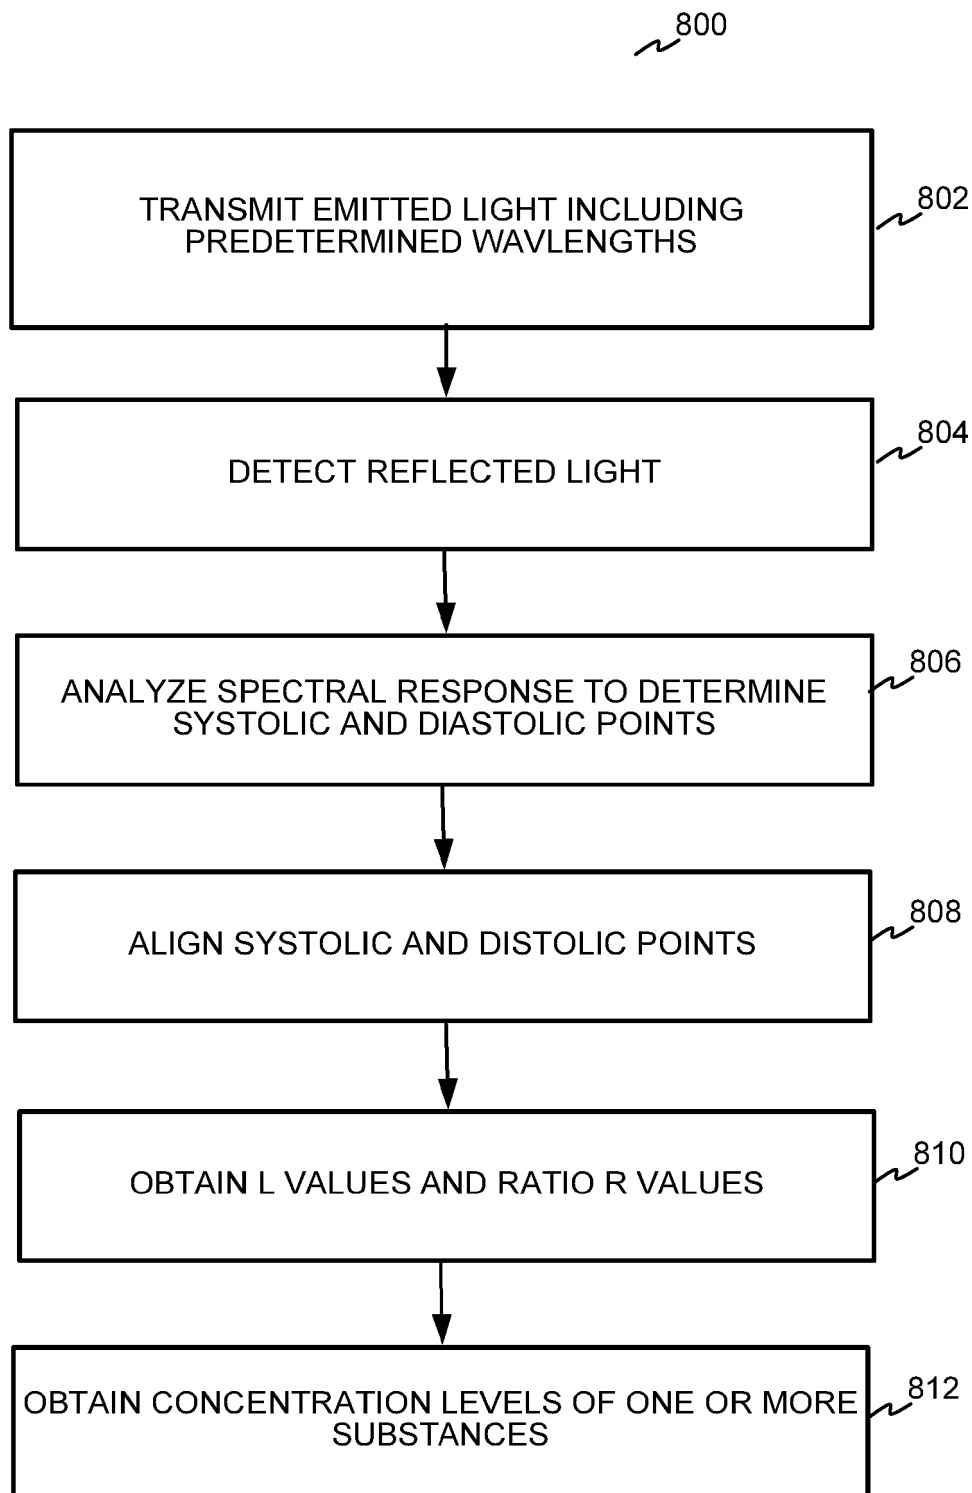 800
TRANSMIT EMITTED LIGHT INCLUDING
PREDETERMINED WAVLENGTHS
802
DETECT REFLECTED LIGHT
804
ANALYZE SPECTRAL RESPONSE TO DETERMINE
SYSTOLIC AND DIASTOLIC POINTS
806
ALIGN SYSTOLIC AND DISTOLIC POINTS
808
OBTAIN L VALUES AND RATIO R VALUES
810
OBTAIN CONCENTRATION LEVELS OF ONE OR MORE
SUBSTANCES
812